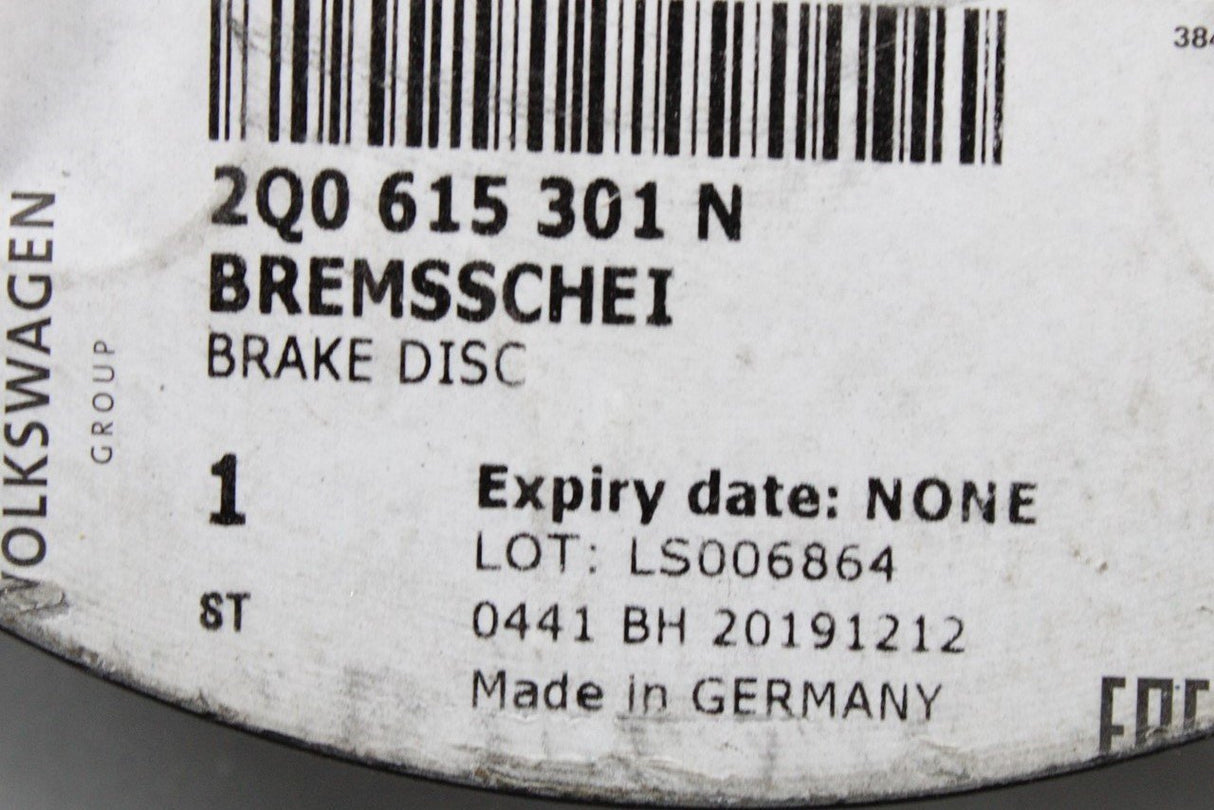 384
2Q0 615 301 N
BREMSSCHEI
BRAKE DISC
VOLKSWAGEN
GROUP
1
Expiry date: NONE
LOT: LS006864
ST
0441 BH 20191212
Made in GERMANY